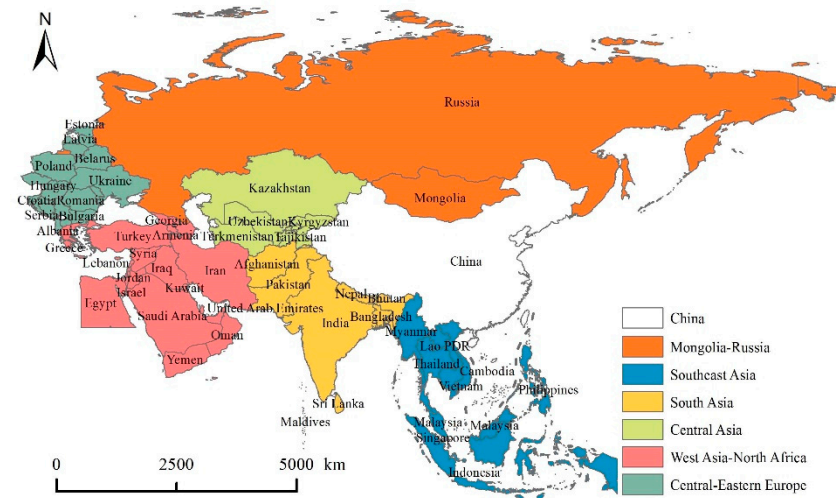 N
Russia
Estonia
Latvia
Belarus
Poland
Ukraine
Hungary
Croatia Romania
Serbia Bulgaria
Albania
Greece
Kazakhstan
Mongolia
Georgia
Armenia
Turkey
Uzbekistan Kyrgyzstan
Turkmenistan Tajikistan
Syria
Lebanon
Iraq
Iran
Afghanistan
China
Jordan
Israel
Kuwait
Pakistan
Egypt
Saudi Arabia
United Arab Emirates
Nepal
Bhutan
Bangladesh
India
Oman
Yemen
Myanmar
Lao PDR
Thailand
Cambodia
Vietnam
Philippines
Sri Lanka
Maldives
Malaysia
Malaysia
Singapore
Indonesia
China
Mongolia-Russia
Southeast Asia
South Asia
Central Asia
West Asia-North Africa
Central-Eastern Europe
0 2500 5000 km